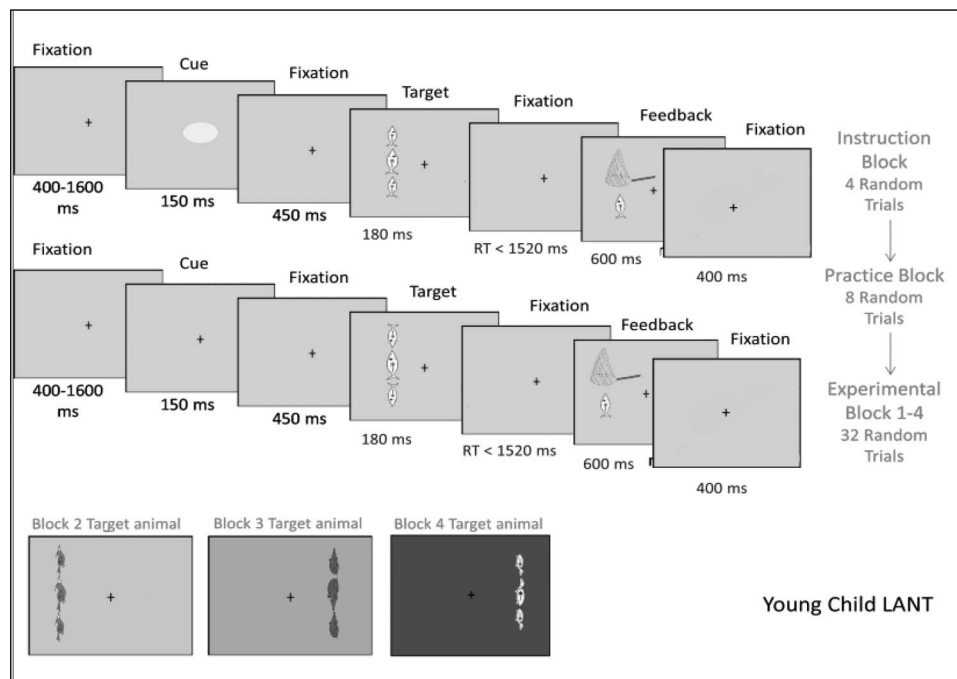 Fixation
Cue
Fixation
Target
Fixation
Feedback
Fixation
400-1600
ms
150 ms
450 ms
180 ms
RT < 1520 ms
600 ms
400 ms
Instruction
Block
4 Random
Trials
Fixation
Cue
Fixation
Target
Fixation
Feedback
Fixation
400-1600
ms
150 ms
450 ms
180 ms
RT < 1520 ms
600 ms
400 ms
Practice Block
8 Random
Trials
Experimental
Block 1-4
32 Random
Trials
Block 2 Target animal
Block 3 Target animal
Block 4 Target animal
Young Child LANT